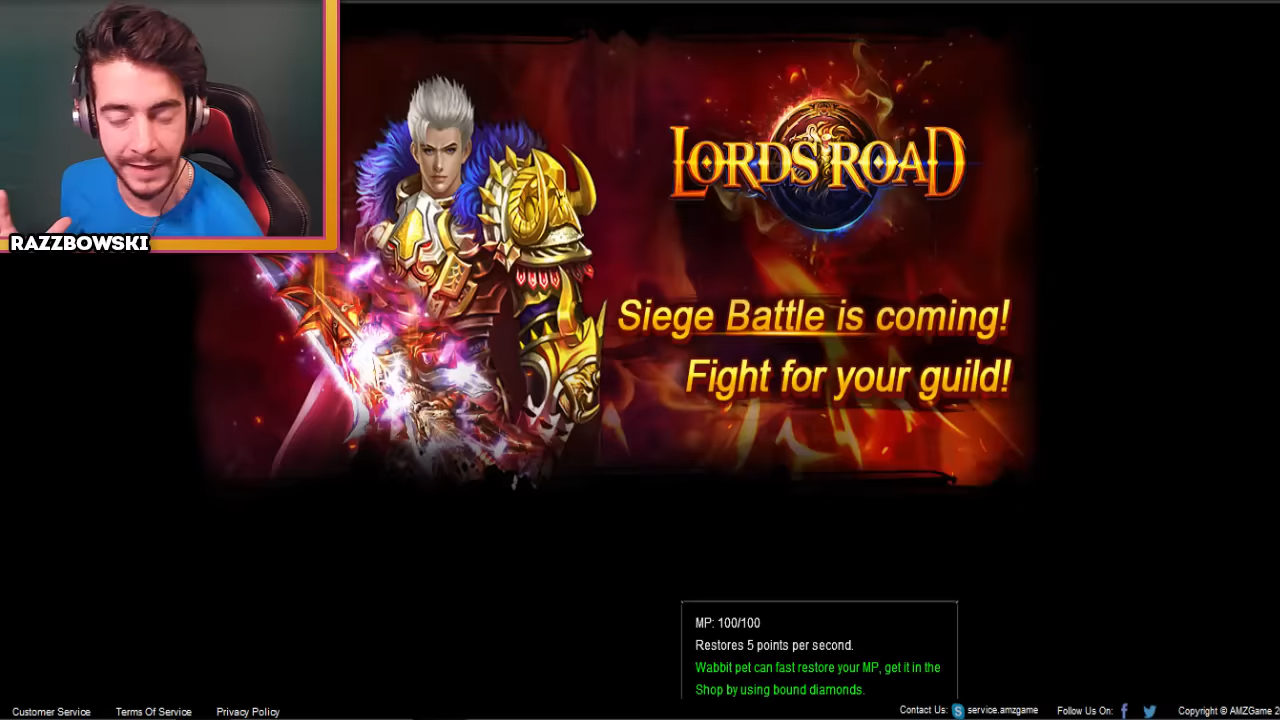 RAZZBOWSKI
LORDS ROAD
Siege Battle is coming!
Fight for your guild!
MP: 100/100
Restores 5 points per second.
Wabbit pet can fast restore your MP, get it in the
Shop by using bound diamonds.
Customer Service Terms Of Service Privacy Policy Contact Us: service.amzgame Follow Us On: Copyright © AMZGame 2